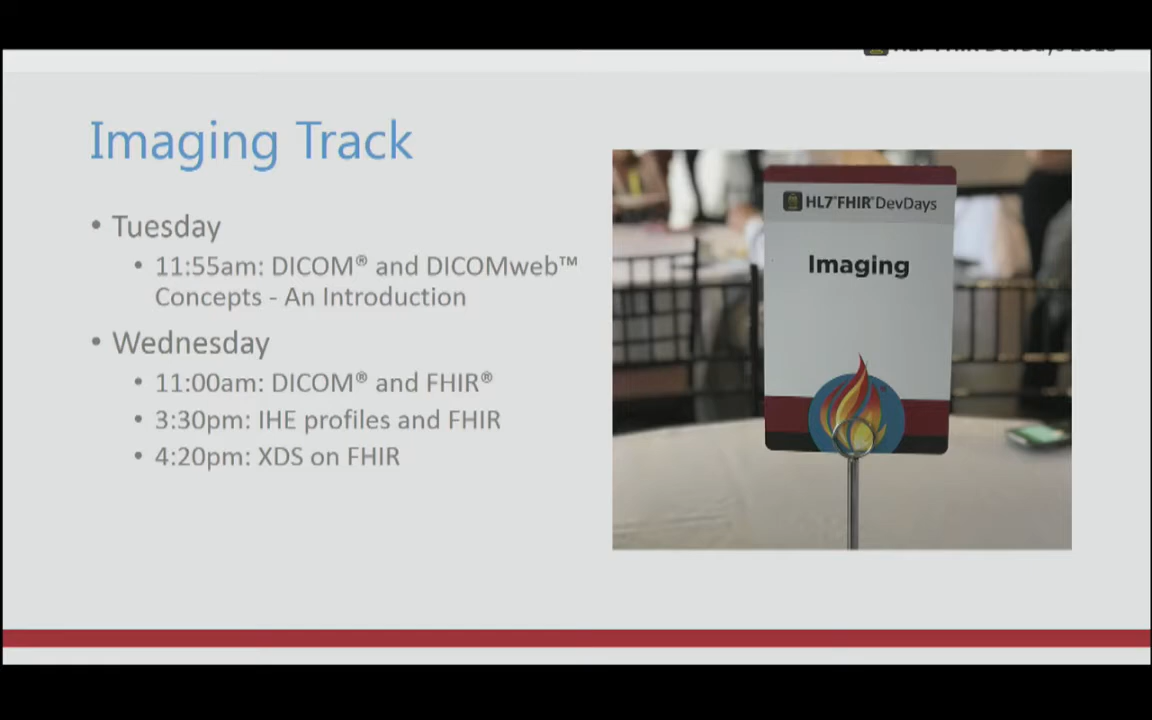 Imaging Track
• Tuesday
• 11:55am: DICOM® and DICOMweb™
Concepts - An Introduction
• Wednesday
• 11:00am: DICOM® and FHIR®
• 3:30pm: IHE profiles and FHIR
• 4:20pm: XDS on FHIR
HL7® FHIR® DevDays
Imaging